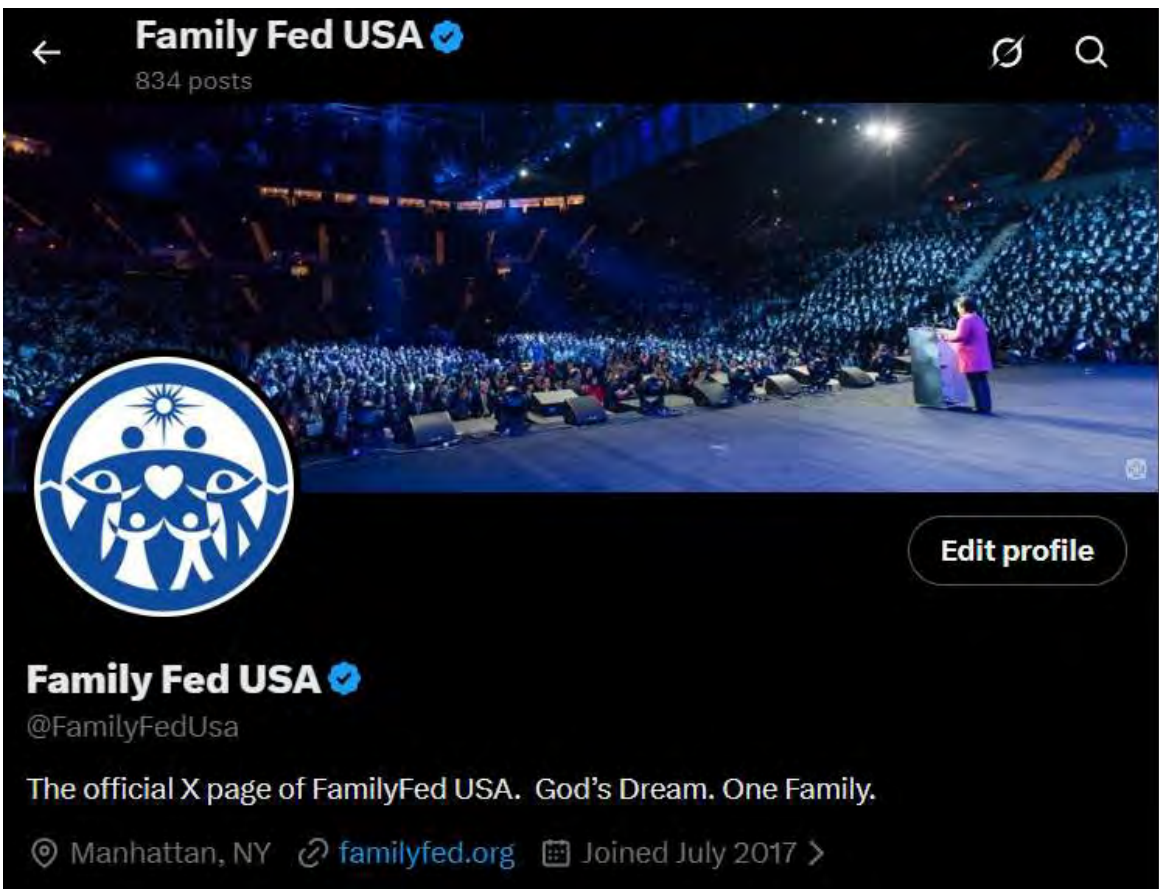 Family Fed USA
834 posts
Edit profile
Family Fed USA
@FamilyFedUsa
The official X page of FamilyFed USA.  God's Dream. One Family.
Manhattan, NY familyfed.org Joined July 2017